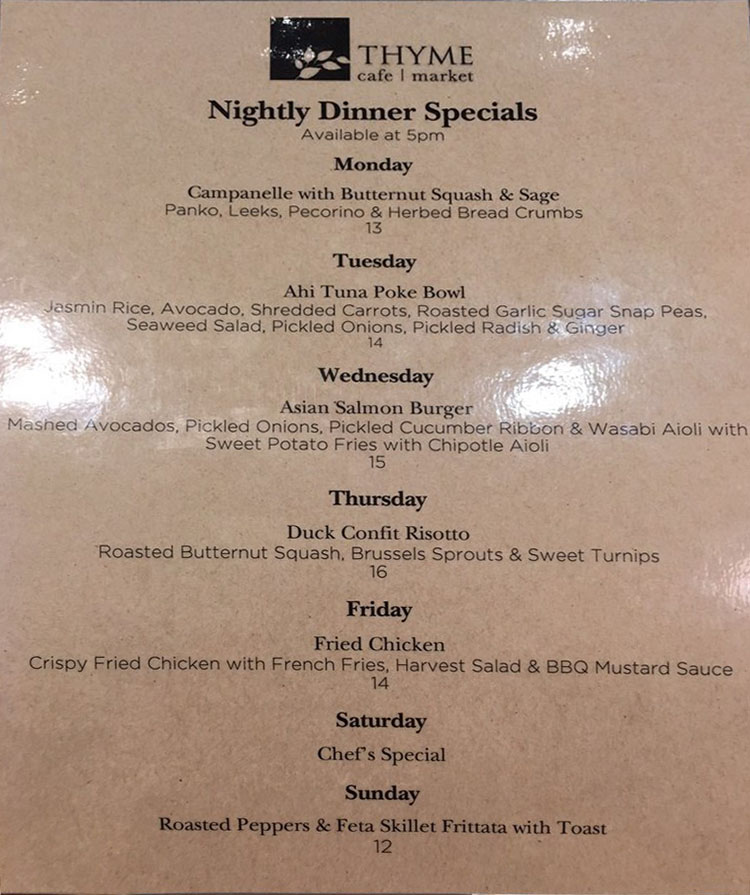 THYME
cafe | market
Nightly Dinner Specials
Available at 5pm
Monday
Campanelle with Butternut Squash & Sage
Panko, Leeks, Pecorino & Herbed Bread Crumbs
13
Tuesday
Ahi Tuna Poke Bowl
Jasmin Rice, Avocado, Shredded Carrots, Roasted Garlic Sugar Snap Peas,
Seaweed Salad, Pickled Onions, Pickled Radish & Ginger
14
Wednesday
Asian Salmon Burger
Mashed Avocados, Pickled Onions, Pickled Cucumber Ribbon & Wasabi Aioli with
Sweet Potato Fries with Chipotle Aioli
15
Thursday
Duck Confit Risotto
Roasted Butternut Squash, Brussels Sprouts & Sweet Turnips
16
Friday
Fried Chicken
Crispy Fried Chicken with French Fries, Harvest Salad & BBQ Mustard Sauce
14
Saturday
Chef's Special
Sunday
Roasted Peppers & Feta Skillet Frittata with Toast
12